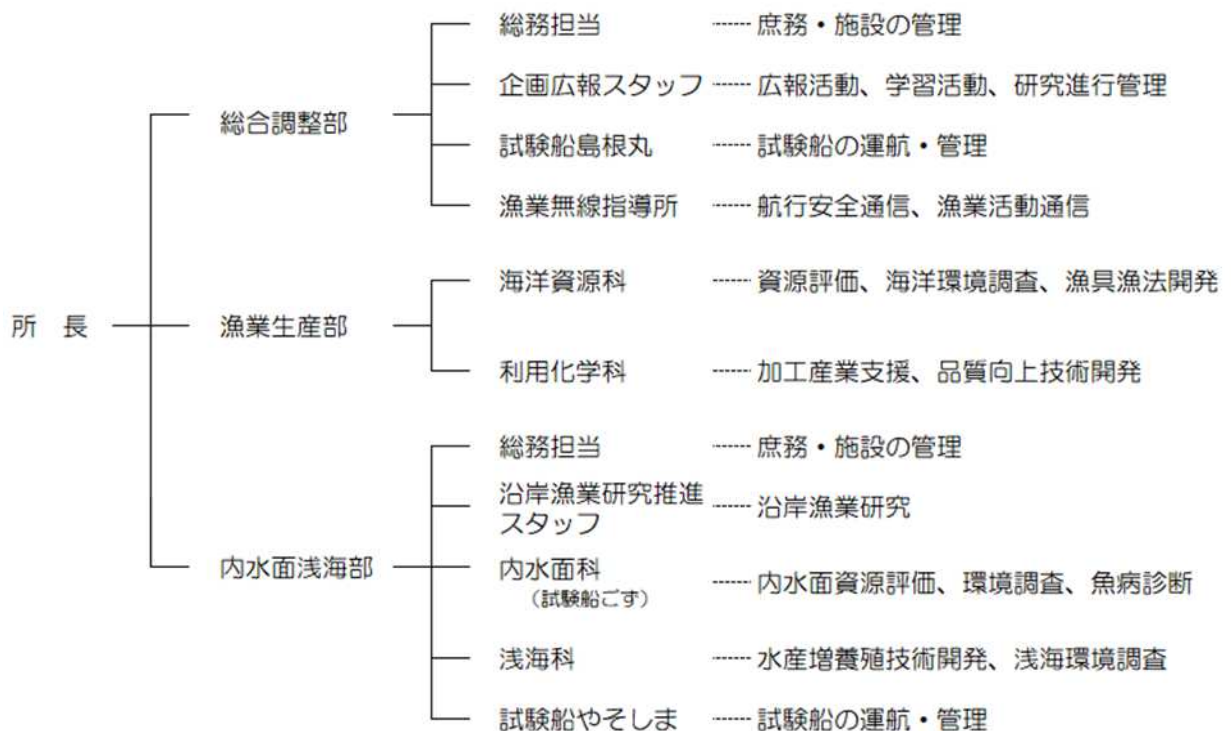 総務担当 ------ 庶務・施設の管理
企画広報スタッフ ------ 広報活動、学習活動、研究進行管理
総合調整部
試験船島根丸 ------ 試験船の運航・管理
漁業無線指導所 ------ 航行安全通信、漁業活動通信
海洋資源科 ------ 資源評価、海洋環境調査、漁具漁法開発
所　長
漁業生産部
利用化学科 ------ 加工産業支援、品質向上技術開発
総務担当 ------ 庶務・施設の管理
沿岸漁業研究推進
スタッフ ------ 沿岸漁業研究
内水面浅海部
内水面科
（試験船ごず） ------ 内水面資源評価、環境調査、魚病診断
浅海科 ------ 水産増養殖技術開発、浅海環境調査
試験船やそしま ------ 試験船の運航・管理